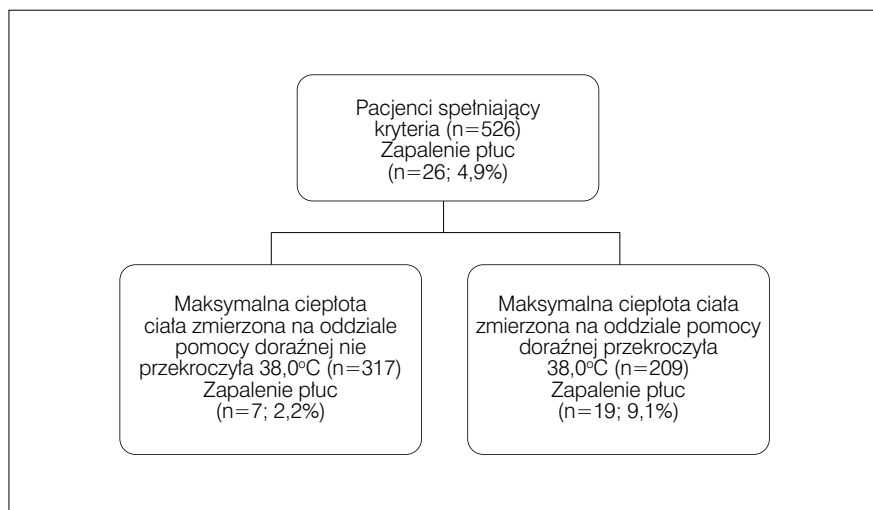 Pacjenci spełniający
kryteria (n=526)
Zapalenie płuc
(n=26; 4,9%)
Maksymalna ciepłota
ciała zmierzona na oddziale
pomocy doraźnej nie
przekroczyła 38,0ºC (n=317)
Zapalenie płuc
(n=7; 2,2%)
Maksymalna ciepłota ciała
zmierzona na oddziale pomocy
doraźnej przekroczyła
38,0ºC (n=209)
Zapalenie płuc
(n=19; 9,1%)